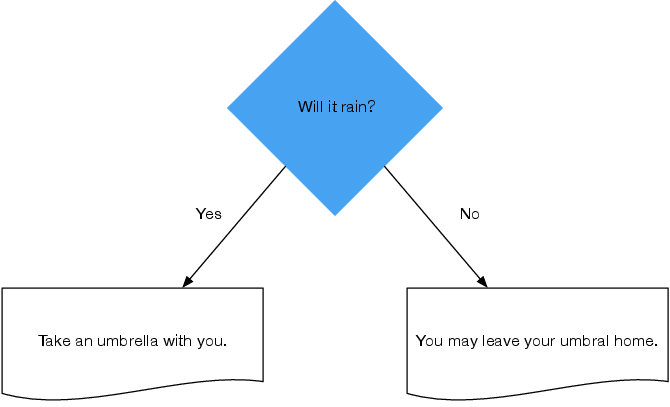 Will it rain?
Yes
No
Take an umbrella with you.
You may leave your umbral home.